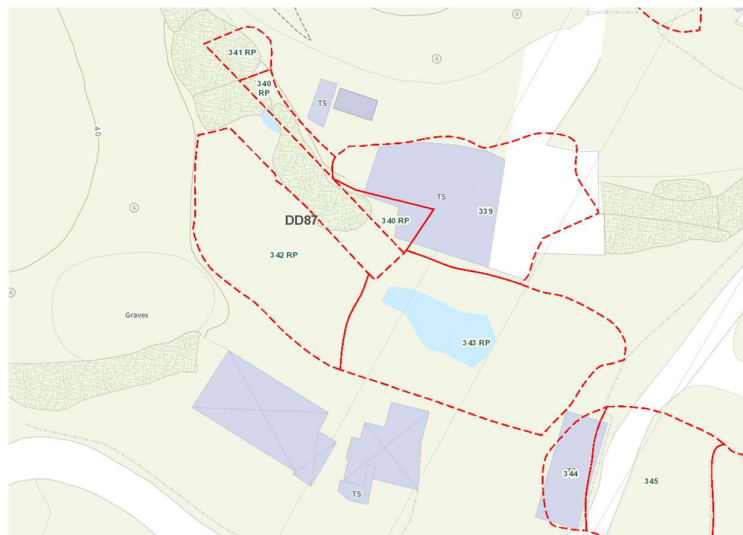 341 RP
340
RP
TS
40
TS
339
DD87
340 RP
342 RP
Graves
343 RP
TS
344
345
G
G
G
G